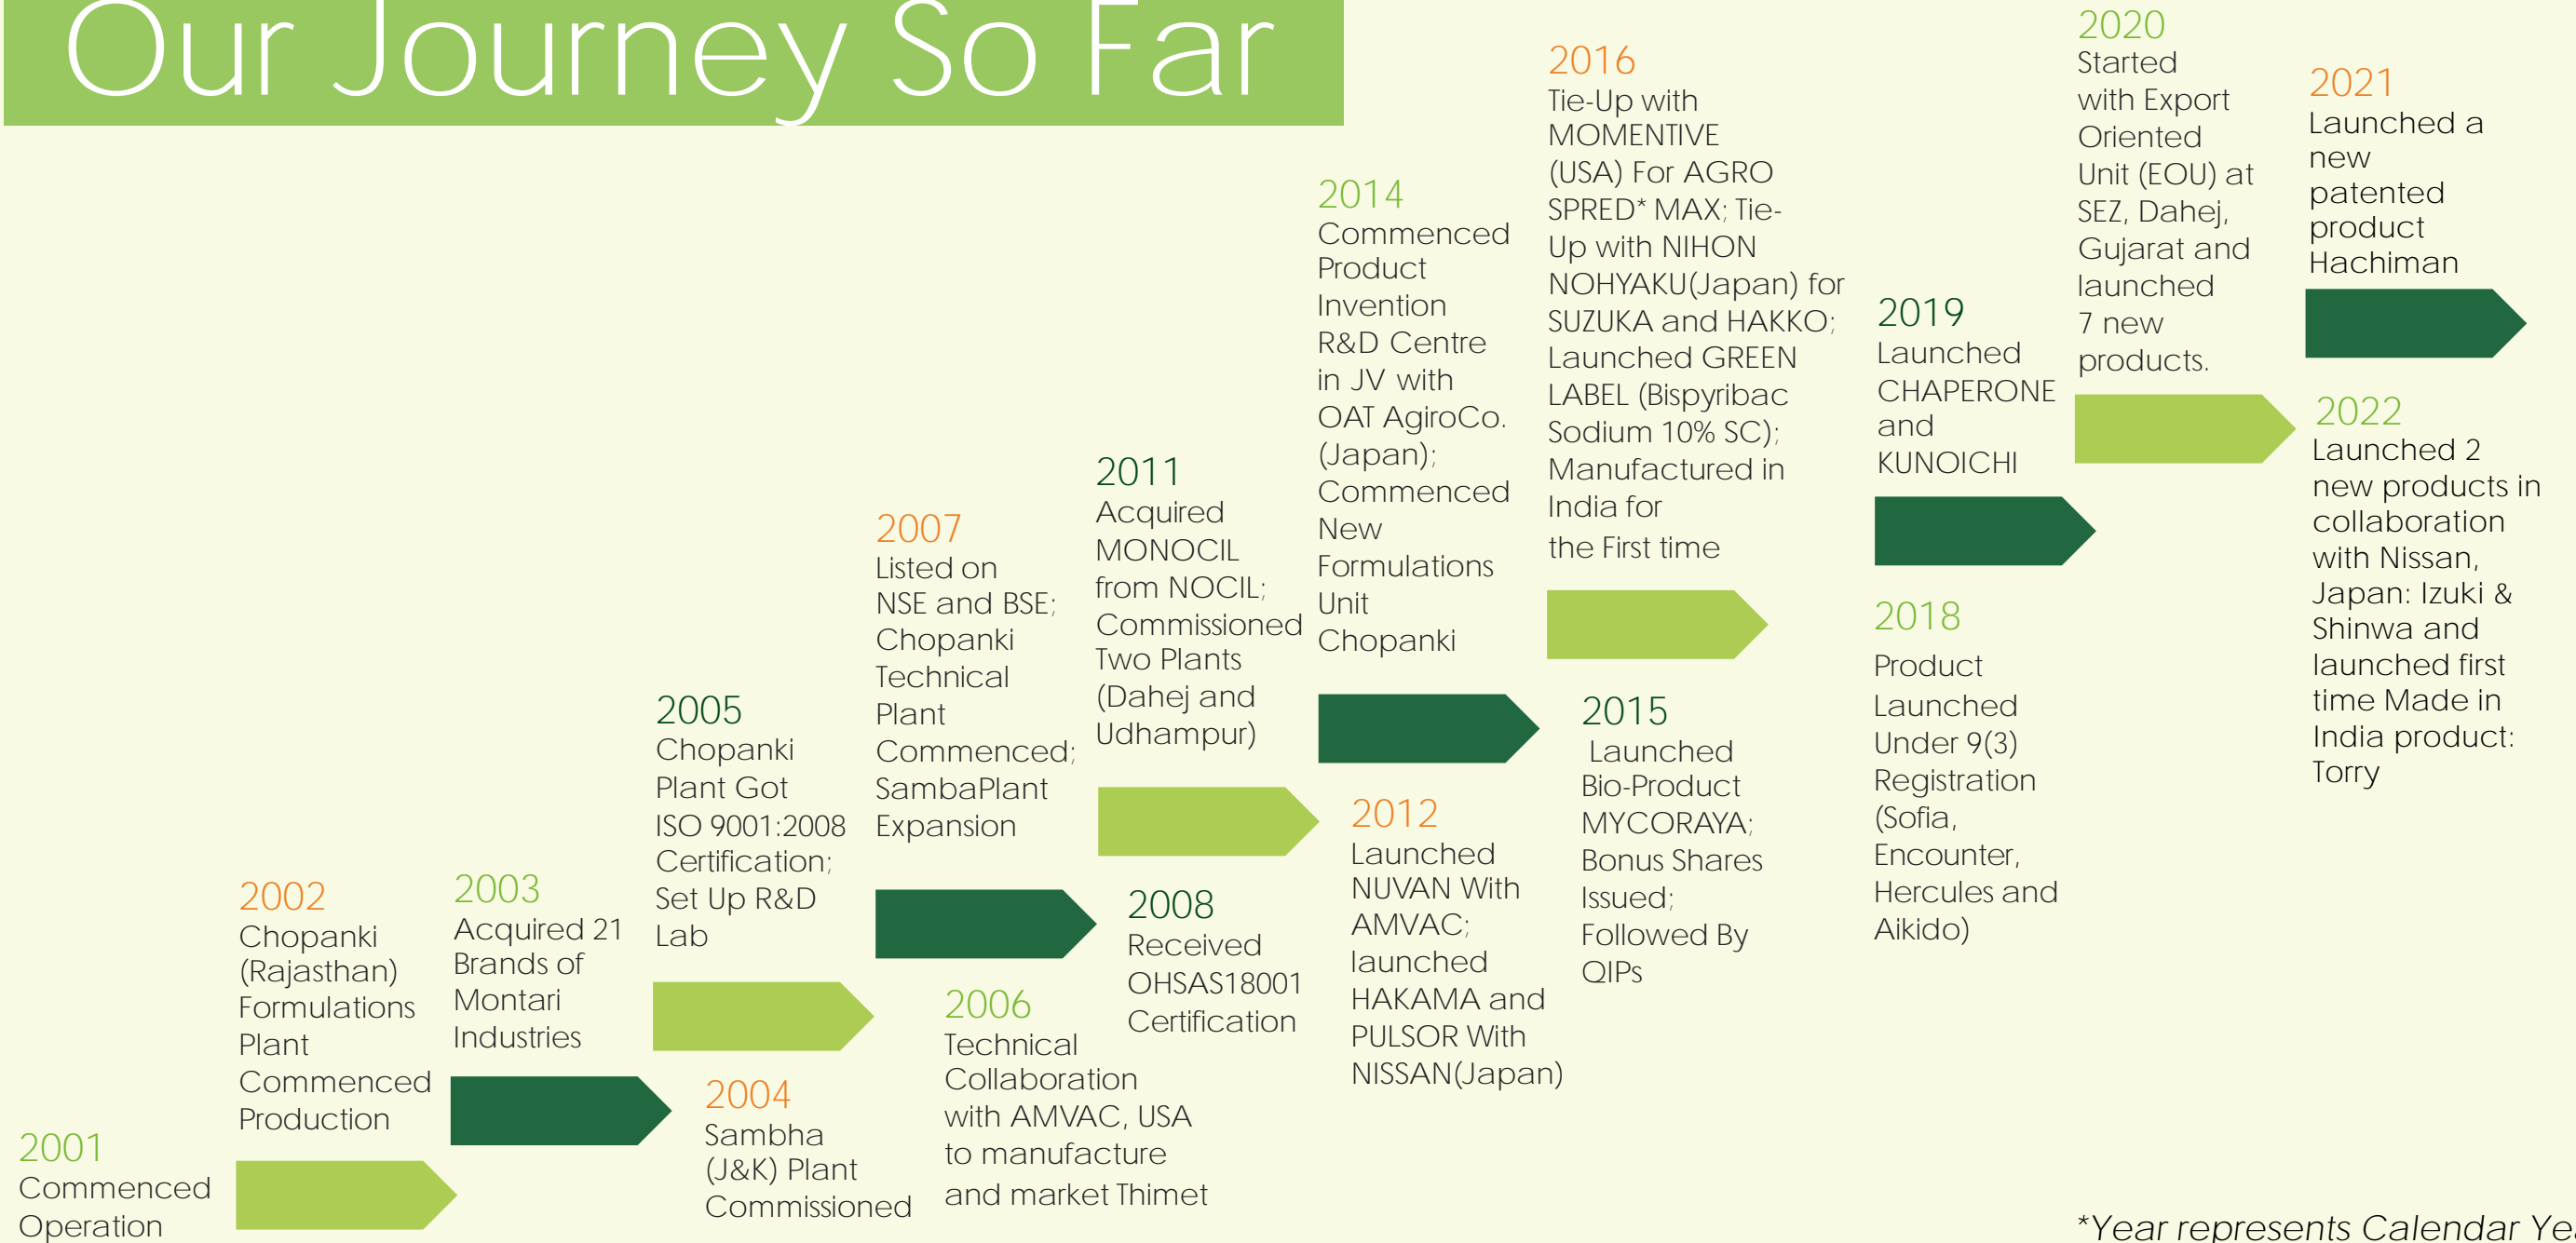 Our Journey So Far
2001
Commenced
Operation
2002
Chopanki
(Rajasthan)
Formulations
Plant
Commenced
Production
2003
Acquired 21
Brands of
Montari
Industries
2004
Sambha
(J&K) Plant
Commissioned
2005
Chopanki
Plant Got
ISO 9001:2008
Certification;
Set Up R&D
Lab
2006
Technical
Collaboration
with AMVAC, USA
to manufacture
and market Thimet
2007
Listed on
NSE and BSE;
Chopanki
Technical
Plant
Commenced;
SambaPlant
Expansion
2008
Received
OHSAS18001
Certification
2011
Acquired
MONOCIL
from NOCIL;
Commissioned
Two Plants
(Dahej and
Udhampur)
2012
Launched
NUVAN With
AMVAC;
launched
HAKAMA and
PULSOR With
NISSAN(Japan)
2014
Commenced
Product
Invention
R&D Centre
in JV with
OAT AgiroCo.
(Japan);
Commenced
New
Formulations
Unit
Chopanki
2015
Launched
Bio-Product
MYCORAYA;
Bonus Shares
Issued;
Followed By
QIPs
2016
Tie-Up with
MOMENTIVE
(USA) For AGRO
SPRED* MAX; Tie-
Up with NIHON
NOHYAKU(Japan) for
SUZUKA and HAKKO;
Launched GREEN
LABEL (Bispyribac
Sodium 10% SC);
Manufactured in
India for
the First time
2018
Product
Launched
Under 9(3)
Registration
(Sofia,
Encounter,
Hercules and
Aikido)
2019
Launched
CHAPERONE
and
KUNOICHI
2020
Started
with Export
Oriented
Unit (EOU) at
SEZ, Dahej,
Gujarat and
launched
7 new
products.
2021
Launched a
new
patented
product
Hachiman
2022
Launched 2
new products in
collaboration
with Nissan,
Japan: Izuki &
Shinwa and
launched first
time Made in
India product:
Torry
*Year represents Calendar Ye